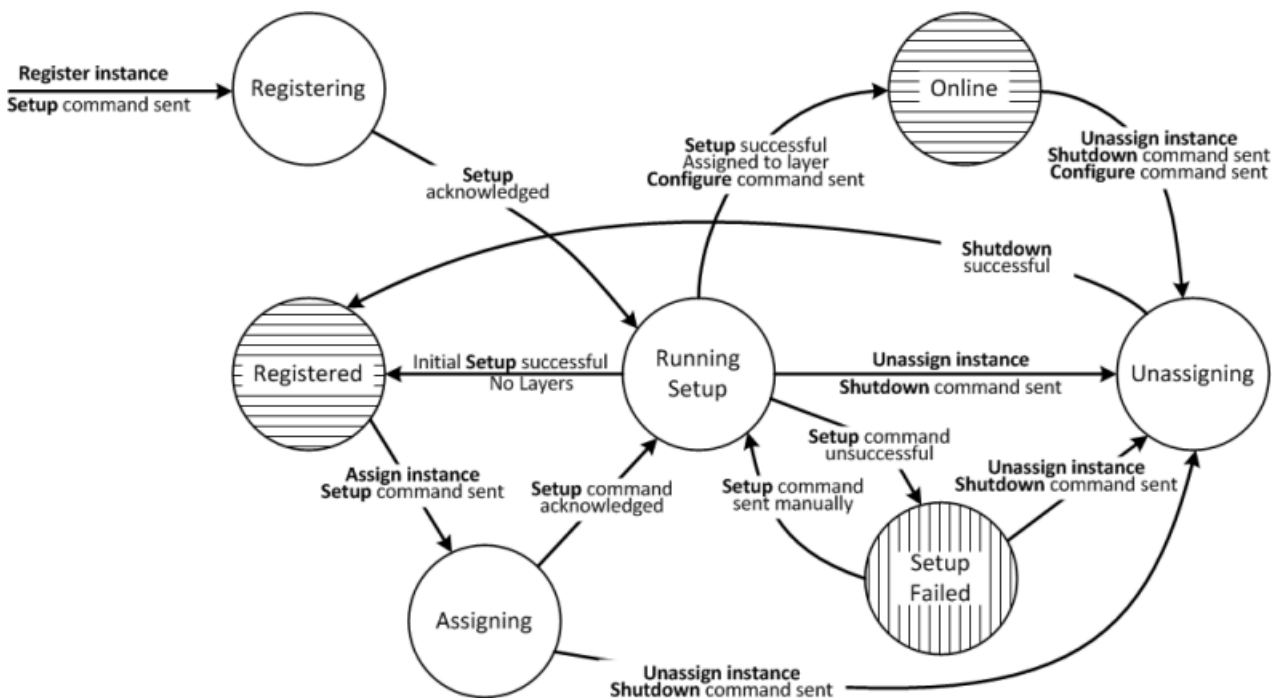 Register instance
Setup command sent
Registering
Online
Setup
acknowledged
Setup successful
Assigned to layer
Configure command sent
Unassign instance
Shutdown command sent
Configure command sent
Shutdown
successful
Registered
Initial Setup successful
No Layers
Running
Setup
Unassign instance
Shutdown command sent
Unassigning
Assign instance
Setup command sent
Setup command
acknowledged
Setup command
unsuccessful
Setup command
sent manually
Unassign instance
Shutdown command sent
Setup
Failed
Assigning
Unassign instance
Shutdown command sent